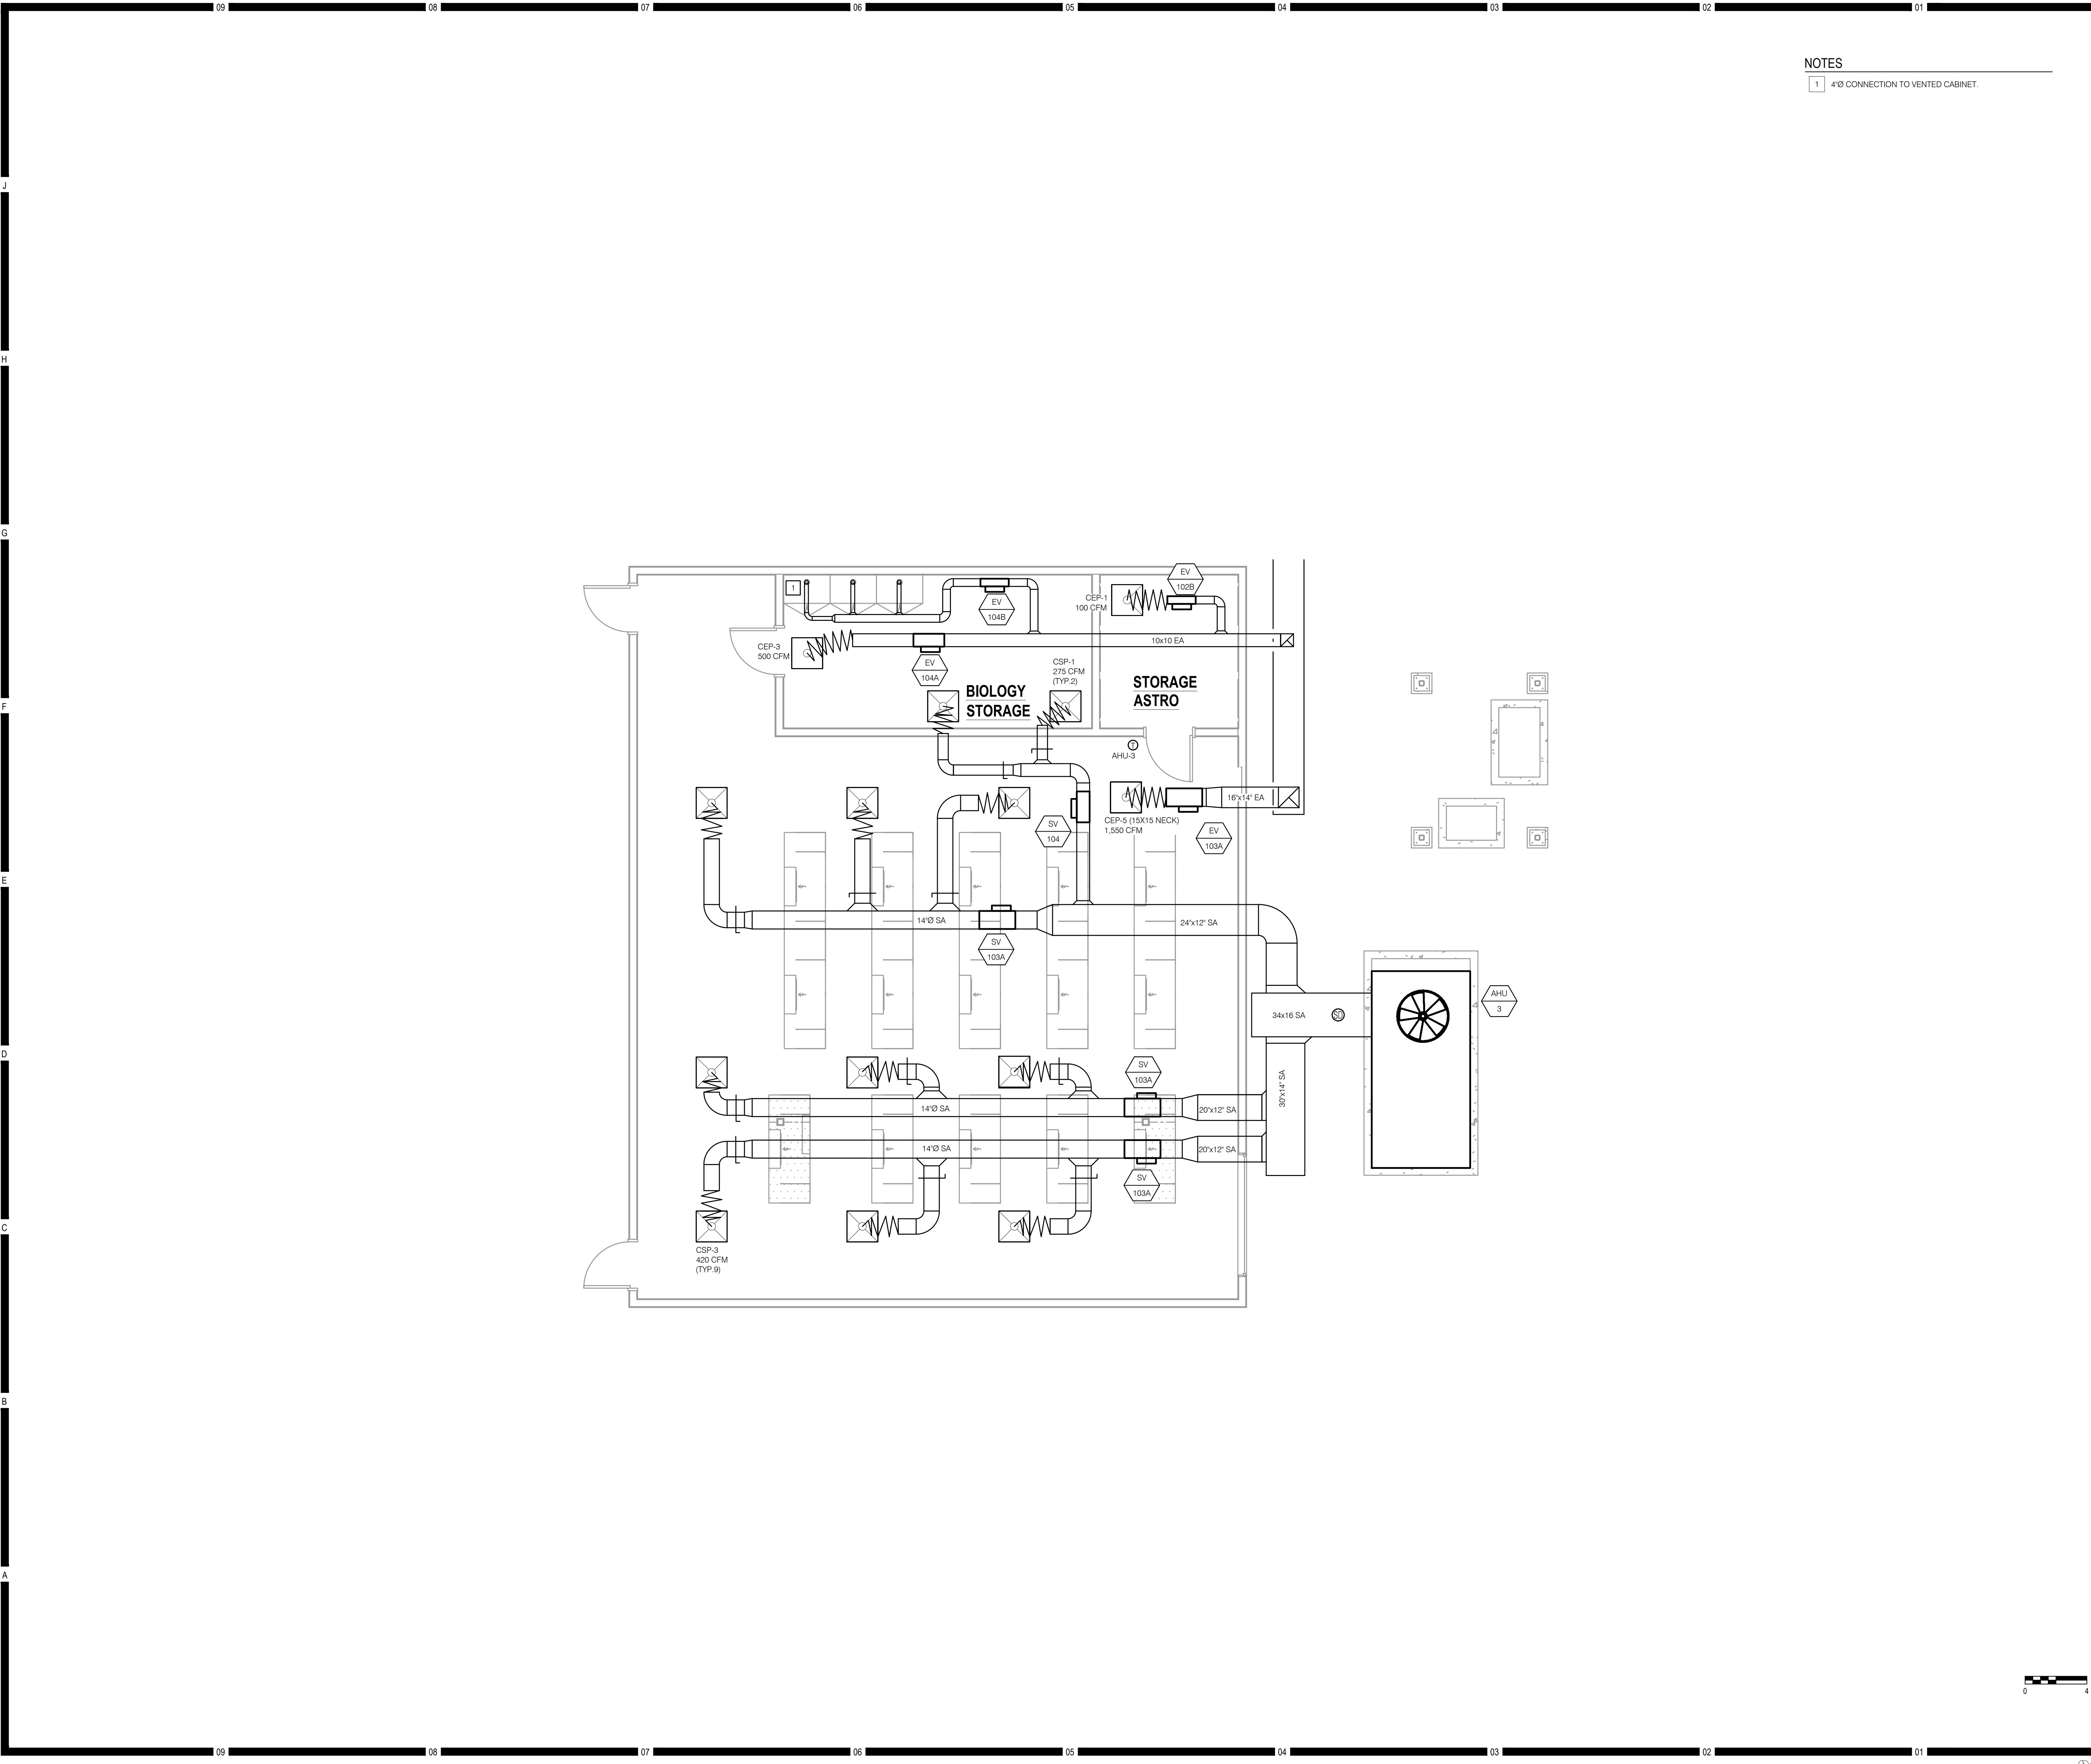 09 08 07 06 05 04 03 02 01
NOTES
1 4"Ø CONNECTION TO VENTED CABINET.
J
H
G
EV
102B
1
EV
104B
CEP-1
100 CFM
10x10 EA
CEP-3
500 CFM
EV
104A
CSP-1
275 CFM
(TYP.2)
BIOLOGY
STORAGE
STORAGE
ASTRO
F
T
AHU-3
16"x14" EA
CEP-5 (15X15 NECK)
1,550 CFM
SV
104
EV
103A
E
14"Ø SA
24"x12" SA
SV
103A
AHU
3
34x16 SA
SD
D
SV
103A
30"x14" SA
14"Ø SA
20"x12" SA
14"Ø SA
20"x12" SA
SV
103A
C
CSP-3
420 CFM
(TYP.9)
B
A
0 4
09 08 07 06 05 04 03 02 01